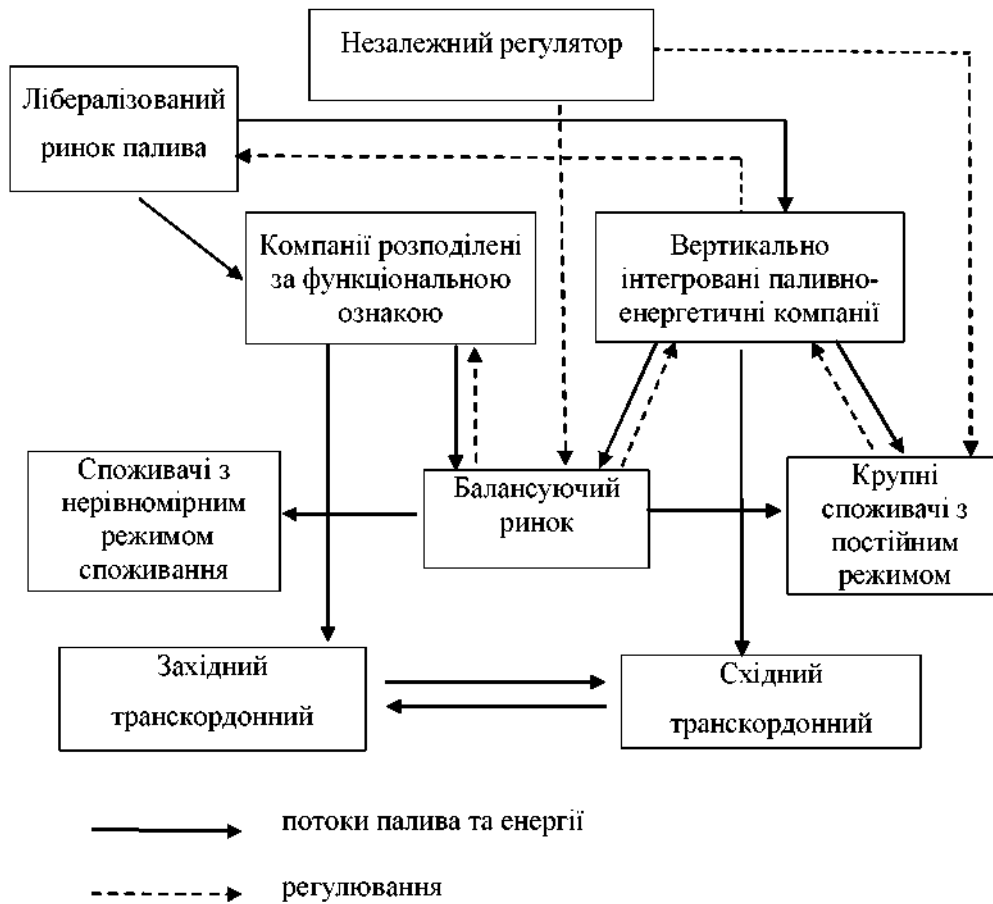 Незалежний регулятор
Лібералізований
ринок палива
Компанії розподілені
за функціональною
ознакою
Вертикально
інтегровані паливно-
енергетичні компанії
Споживачі з
нерівномірним
режимом
споживання
Балансуючий
ринок
Крупні
споживачі з
постійним
режимом
Західний
транскордонний
Східний
транскордонний
потоки палива та енергії
регулювання